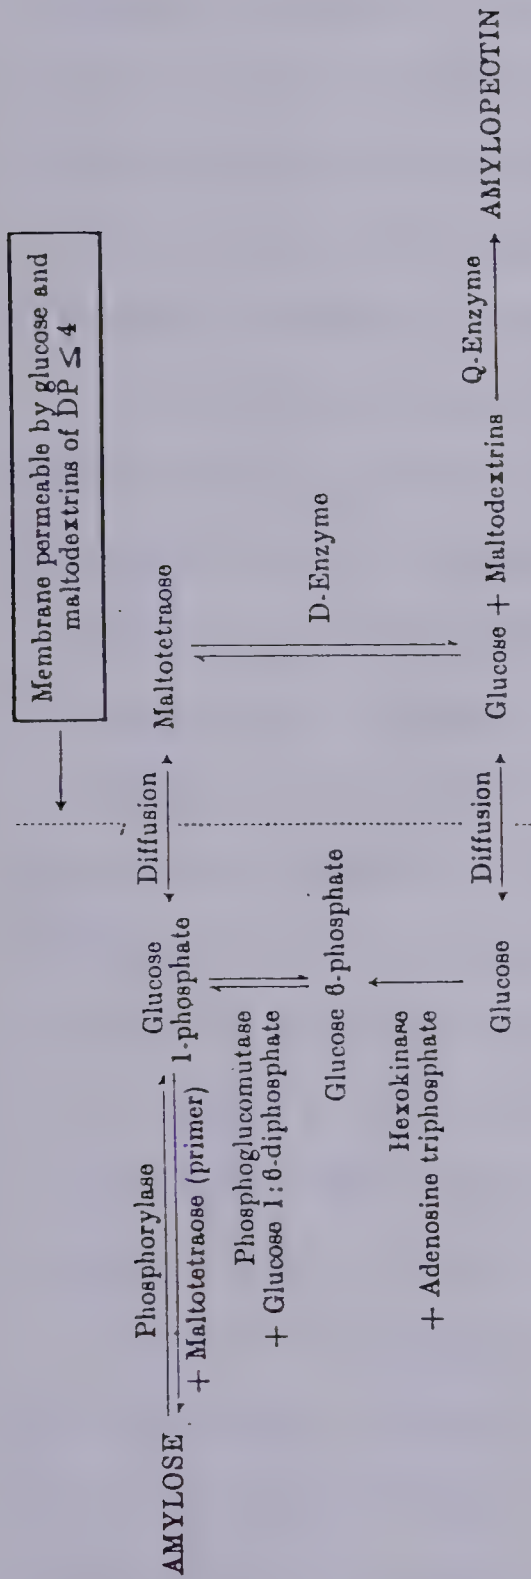 Membrane permeable by glucose and
maltodextrins of DP ≤ 4
AMYLOSE
Phosphorylase
+ Maltotetraose (primer)
Glucose
1-phosphate
Diffusion
Maltotetraose
Phosphoglucomutase
+ Glucose 1:6-diphosphate
Glucose 6-phosphate
D-Enzyme
Hexokinase
+ Adenosine triphosphate
Glucose
Diffusion
Glucose + Maltodextrins
Q-Enzyme
AMYLOPEOTIN